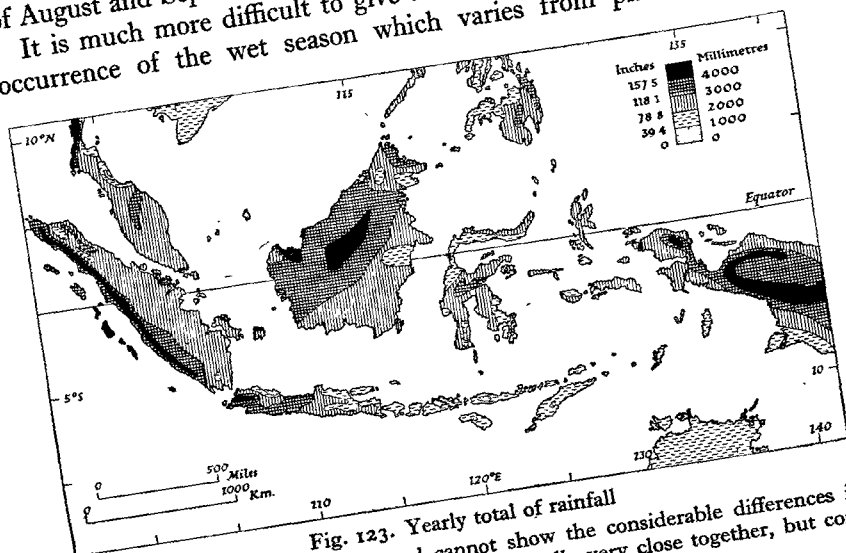 of August and
It is much more difficult to give
occurrence of the wet season which varies from
10°N
115
135
Inches Millimetres
157 5 4000
118 1 3000
78 8 2000
39 4 1000
0 0
Equator
5°S
10
0 500 Miles
0 1000 Km.
110
120°E
130
140
Fig. 123. Yearly total of rainfall
cannot show the considerable differences
very close together, but